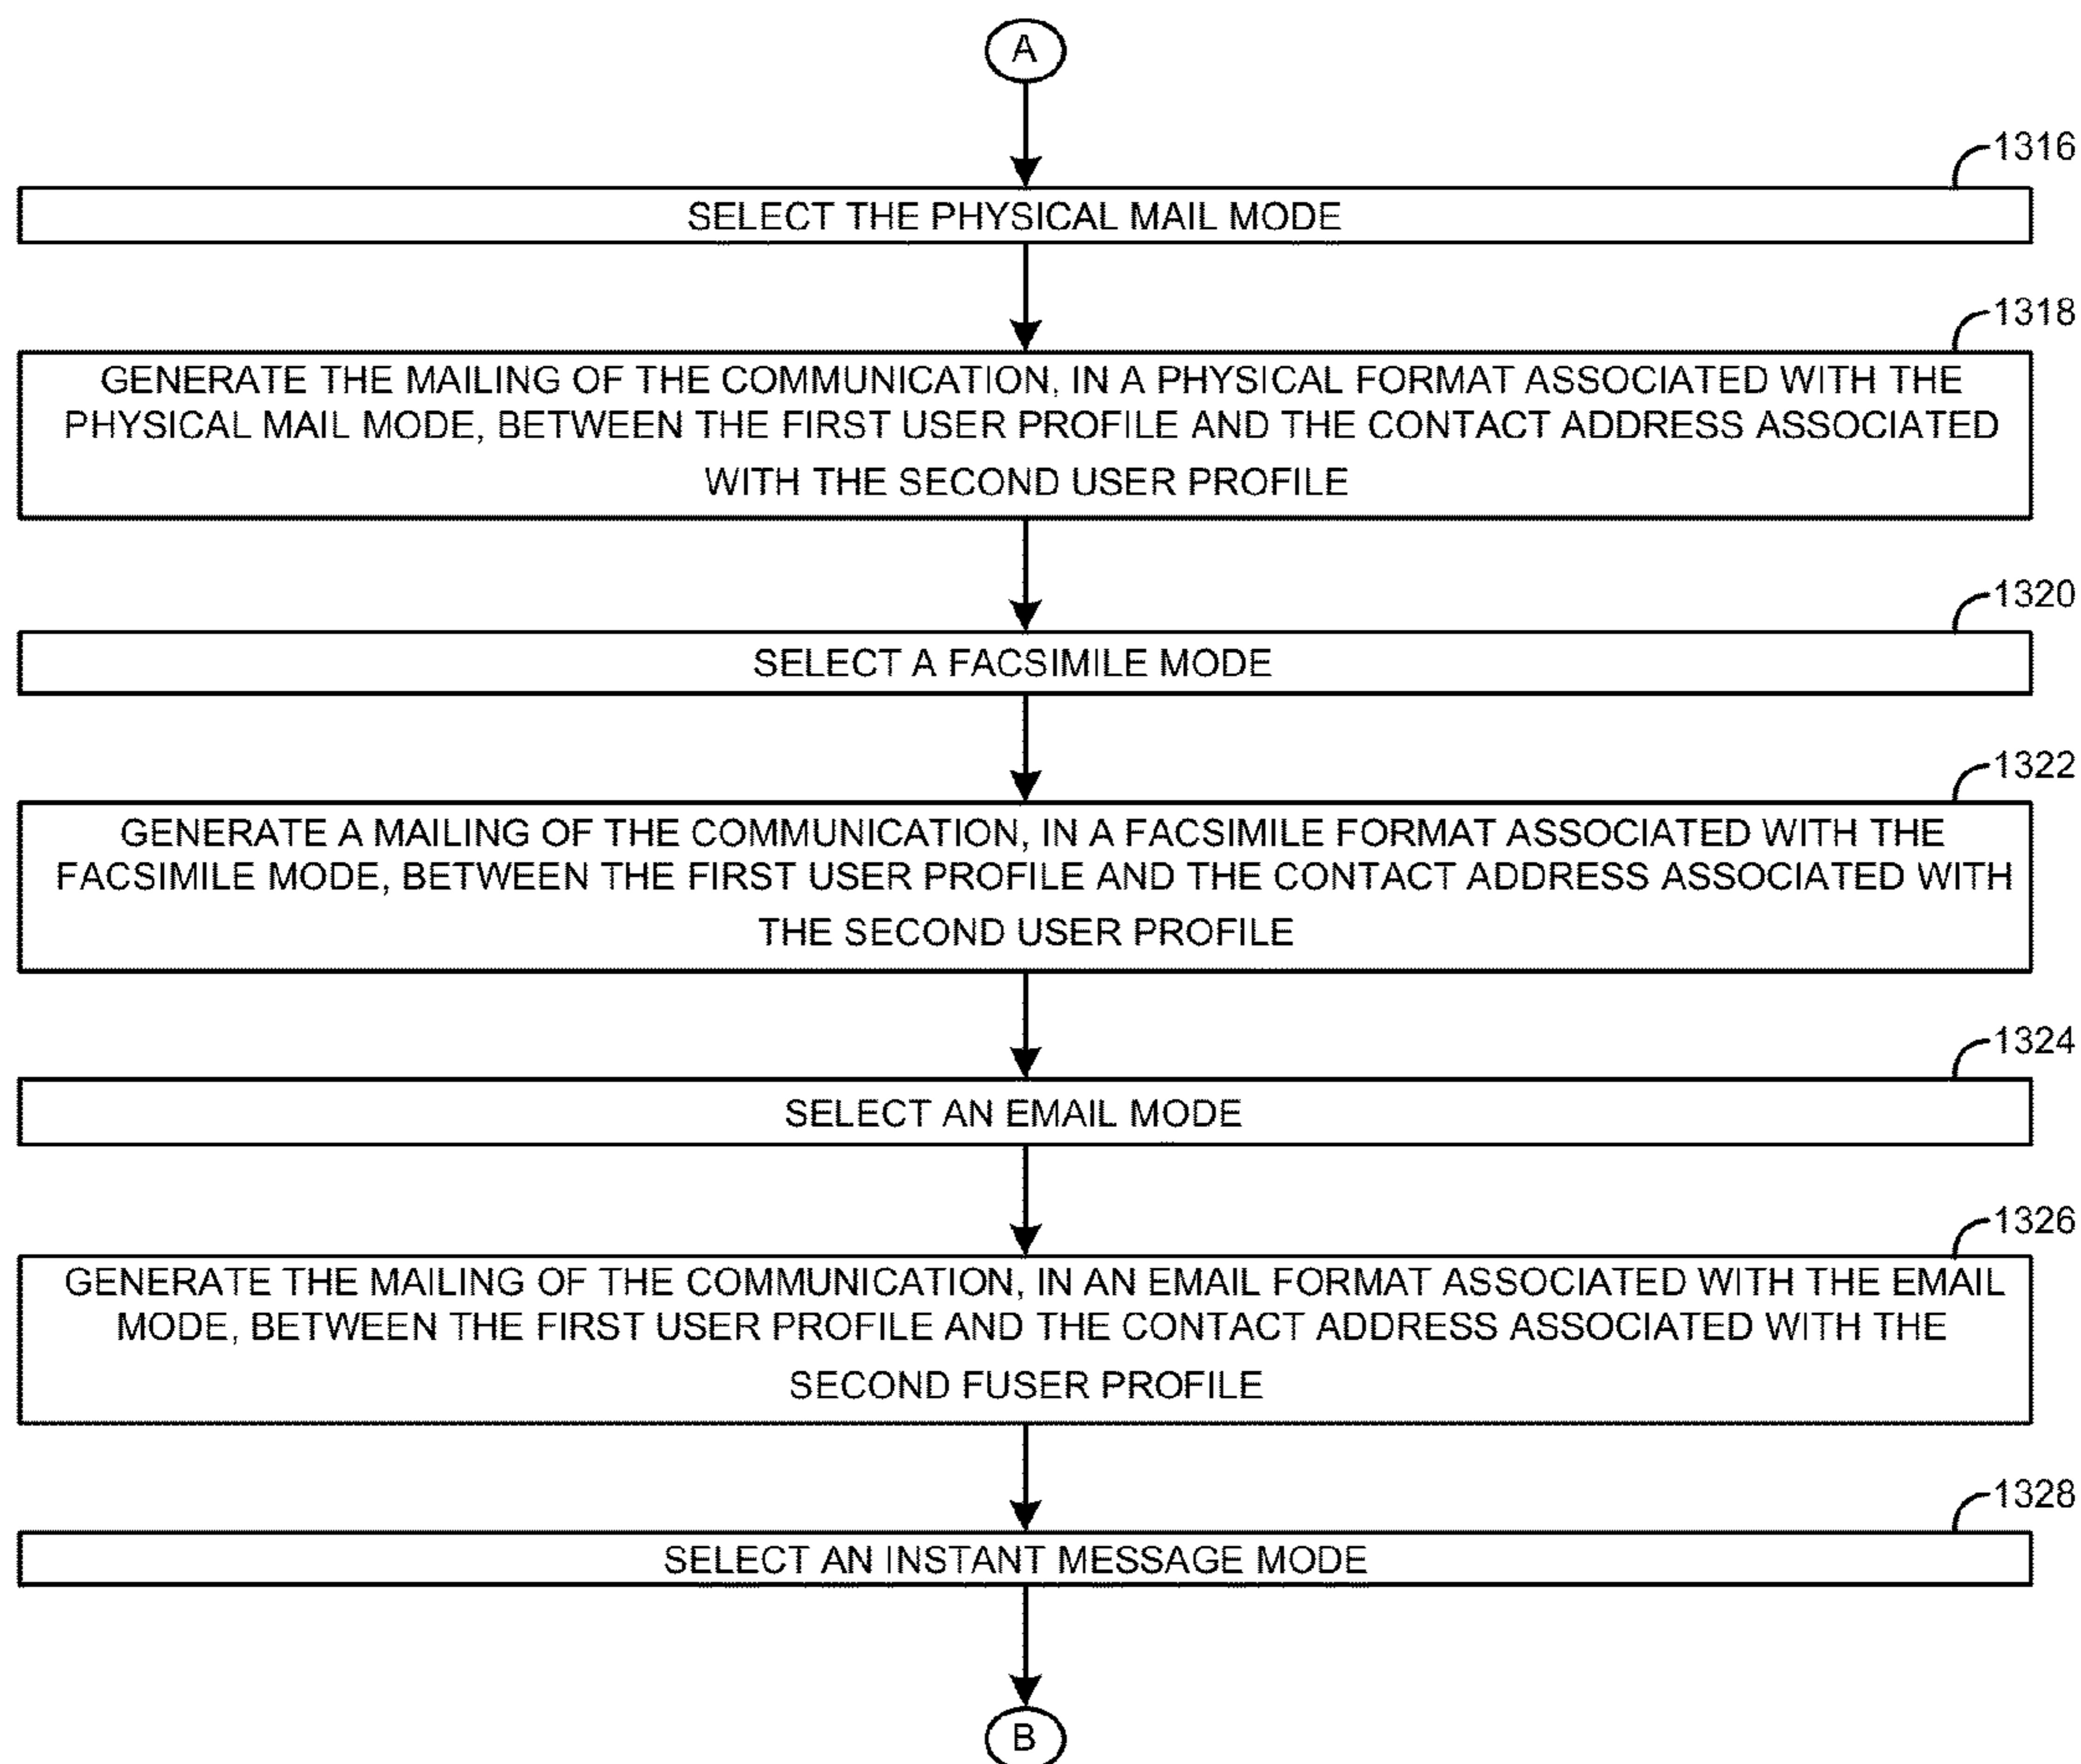 A
1316
SELECT THE PHYSICAL MAIL MODE
1318
GENERATE THE MAILING OF THE COMMUNICATION, IN A PHYSICAL FORMAT ASSOCIATED WITH THE
PHYSICAL MAIL MODE, BETWEEN THE FIRST USER PROFILE AND THE CONTACT ADDRESS ASSOCIATED
WITH THE SECOND USER PROFILE
1320
SELECT A FACSIMILE MODE
1322
GENERATE A MAILING OF THE COMMUNICATION, IN A FACSIMILE FORMAT ASSOCIATED WITH THE
FACSIMILE MODE, BETWEEN THE FIRST USER PROFILE AND THE CONTACT ADDRESS ASSOCIATED WITH
THE SECOND USER PROFILE
1324
SELECT AN EMAIL MODE
1326
GENERATE THE MAILING OF THE COMMUNICATION, IN AN EMAIL FORMAT ASSOCIATED WITH THE EMAIL
MODE, BETWEEN THE FIRST USER PROFILE AND THE CONTACT ADDRESS ASSOCIATED WITH THE
SECOND FUSER PROFILE
1328
SELECT AN INSTANT MESSAGE MODE
B